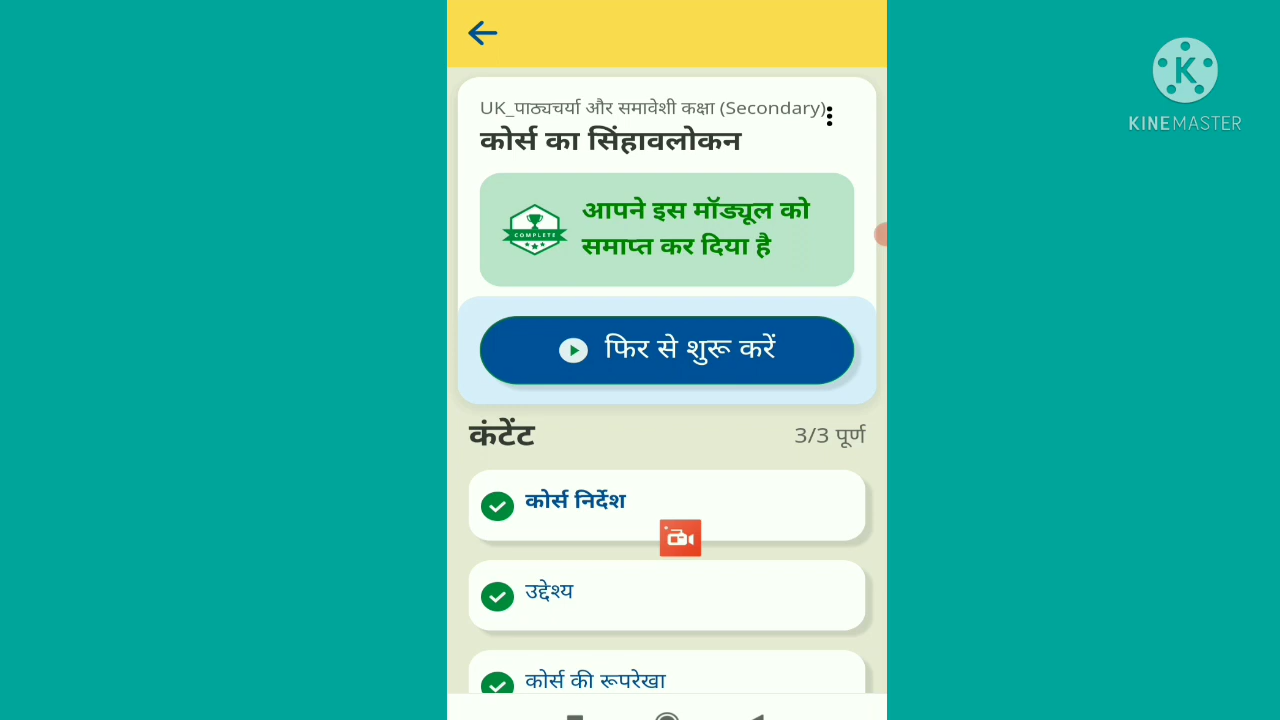 UK_पाठ्यचर्या और समावेशी कक्षा (Secondary)
कोर्स का सिंहावलोकन
COMPLETE
आपने इस मॉड्यूल को
समाप्त कर दिया है
फिर से शुरू करें
कंटेंट
3/3 पूर्ण
कोर्स निर्देश
उद्देश्य
कोर्स की रूपरेखा
K
KINEMASTER